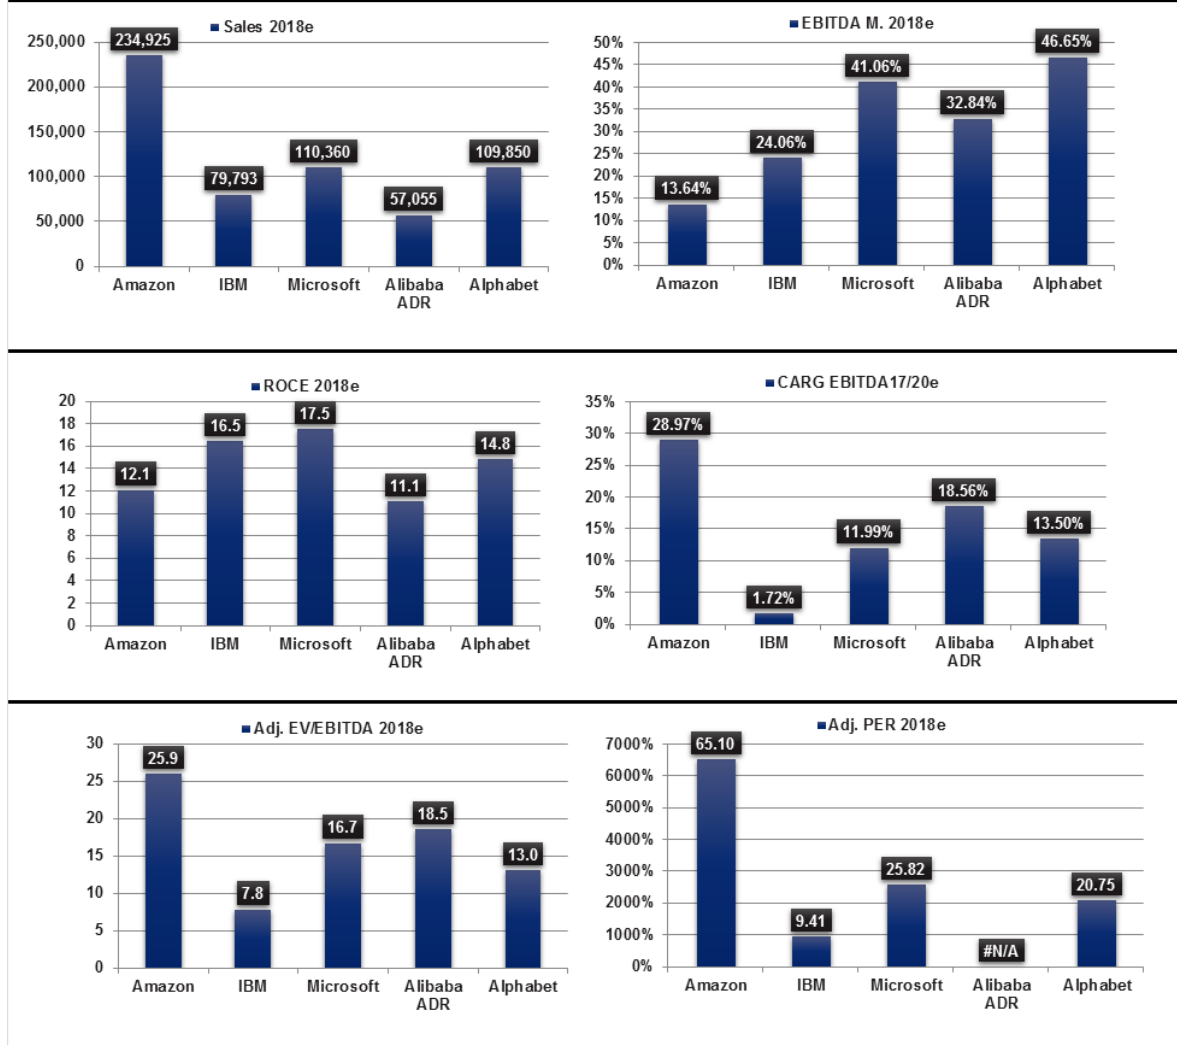 Sales 2018e
250,000
200,000
150,000
100,000
50,000
0
234,925
79,793
110,360
57,055
109,850
Amazon
IBM
Microsoft
Alibaba
ADR
Alphabet
EBITDA M. 2018e
50%
45%
40%
35%
30%
25%
20%
15%
10%
5%
0%
13.64%
24.06%
41.06%
32.84%
46.65%
Amazon
IBM
Microsoft
Alibaba
ADR
Alphabet
ROCE 2018e
20
18
16
14
12
10
8
6
4
2
0
12.1
16.5
17.5
11.1
14.8
Amazon
IBM
Microsoft
Alibaba
ADR
Alphabet
CARG EBITDA17/20e
35%
30%
25%
20%
15%
10%
5%
0%
28.97%
1.72%
11.99%
18.56%
13.50%
Amazon
IBM
Microsoft
Alibaba
ADR
Alphabet
Adj. EV/EBITDA 2018e
30
25
20
15
10
5
0
25.9
7.8
16.7
18.5
13.0
Amazon
IBM
Microsoft
Alibaba
ADR
Alphabet
Adj. PER 2018e
7000%
6000%
5000%
4000%
3000%
2000%
1000%
0%
65.10
9.41
25.82
#N/A
20.75
Amazon
IBM
Microsoft
Alibaba
ADR
Alphabet